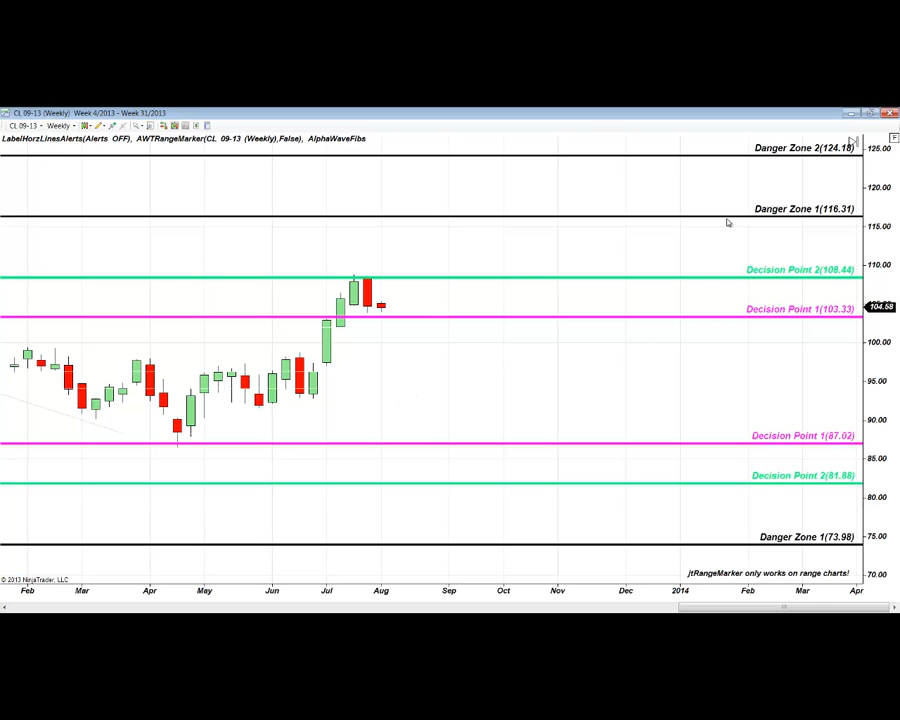 CL 09-13 (Weekly) Week 4/2013 - Week 31/2013
CL 09-13 Weekly
LabelHorzLinesAlerts(Alerts OFF), AWTRangeMarker(CL 09-13 (Weekly),False), AlphaWaveFibs
F
Danger Zone 2(124.18)
125.00
120.00
Danger Zone 1(116.31)
115.00
110.00
Decision Point 2(108.44)
Decision Point 1(103.33)
104.58
100.00
95.00
90.00
Decision Point 1(87.02)
85.00
Decision Point 2(81.88)
80.00
Danger Zone 1(73.98)
75.00
jtRangeMarker only works on range charts!
70.00
© 2013 NinjaTrader, LLC
Feb Mar Apr May Jun Jul Aug Sep Oct Nov Dec 2014 Feb Mar Apr